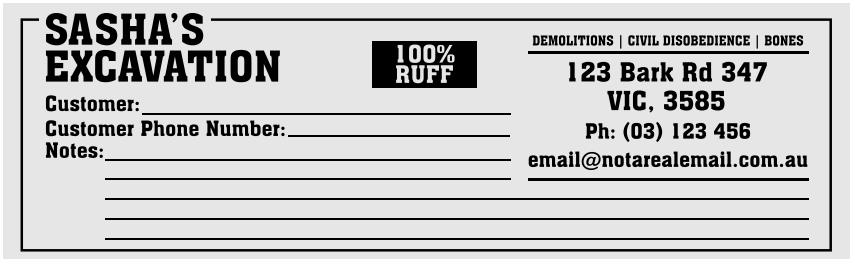 SASHA'S
EXCAVATION
100%
RUFF
DEMOLITIONS | CIVIL DISOBEDIENCE | BONES
123 Bark Rd 347
VIC, 3585
Ph: (03) 123 456
email@notarealemail.com.au
Customer:
Customer Phone Number:
Notes: